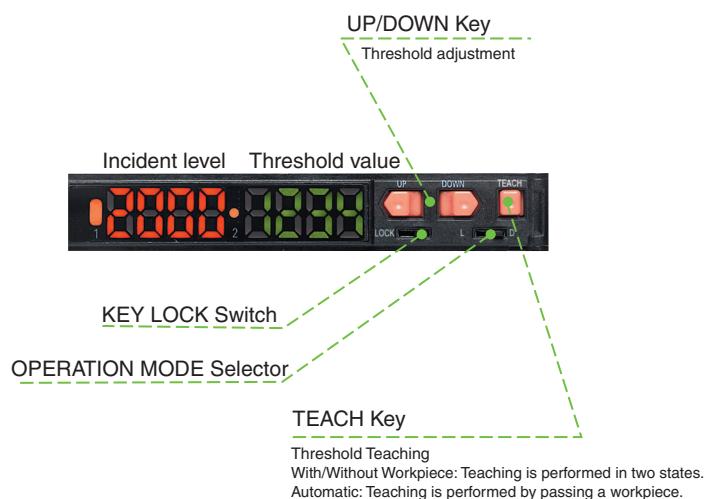 UP/DOWN Key
Threshold adjustment
Incident level Threshold value
UP DOWN TEACH
1 2000 2 1234
LOCK L D
KEY LOCK Switch
OPERATION MODE Selector
TEACH Key
Threshold Teaching
With/Without Workpiece: Teaching is performed in two states.
Automatic: Teaching is performed by passing a workpiece.